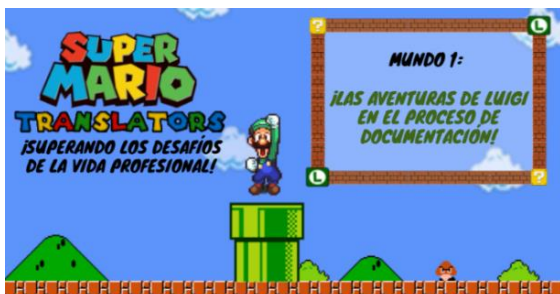 SUPER
MARIO
TRANSLATORS
¡SUPERANDO LOS DESAFÍOS
DE LA VIDA PROFESIONAL!
?
L
MUNDO 1:
¡LAS AVENTURAS DE LUIGI
EN EL PROCESO DE
DOCUMENTACIÓN!
L
?